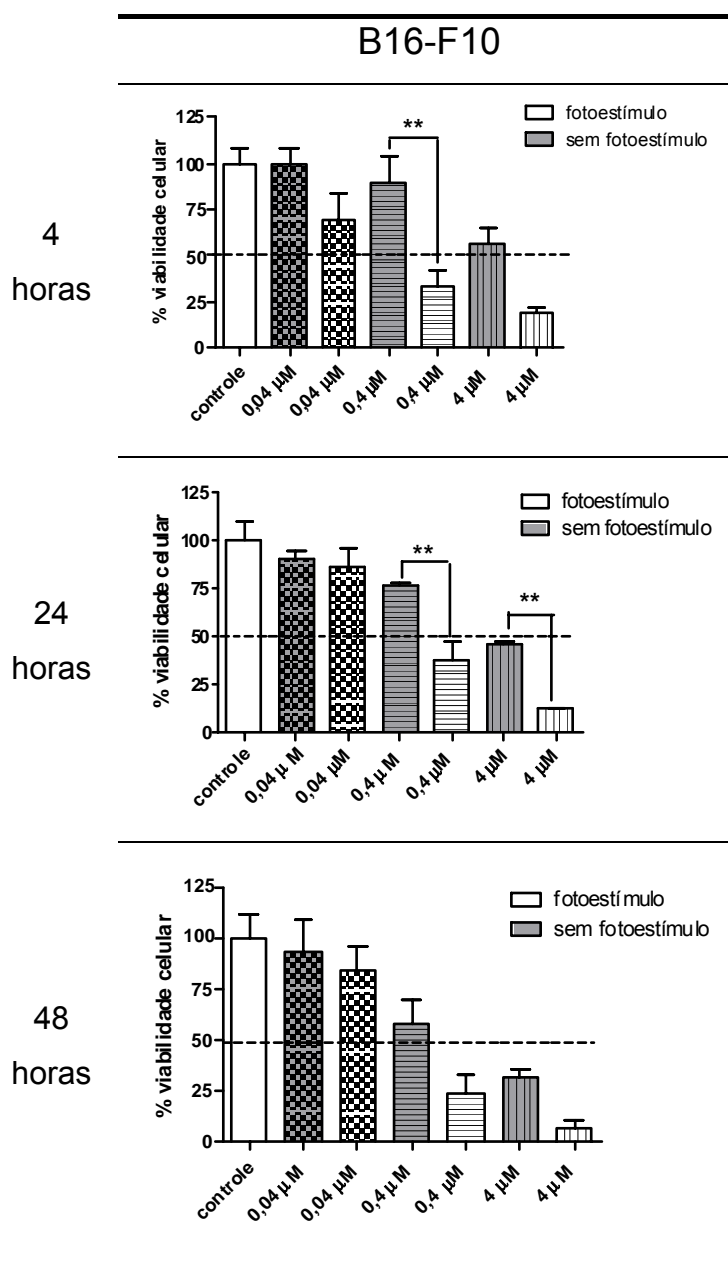 B16-F10
4
horas
% viabilidade celular
125
100
75
50
25
0
**
fotoestímulo
sem fotoestímulo
controle
0,04 µM
0,04 µM
0,4 µM
0,4 µM
4 µM
4 µM
24
horas
% viabilidade celular
125
100
75
50
25
0
**
**
fotoestímulo
sem fotoestímulo
controle
0,04 µM
0,04 µM
0,4 µM
0,4 µM
4 µM
4 µM
48
horas
% viabilidade celular
125
100
75
50
25
0
fotoestímulo
sem fotoestímulo
controle
0,04 µM
0,04 µM
0,4 µM
0,4 µM
4 µM
4 µM